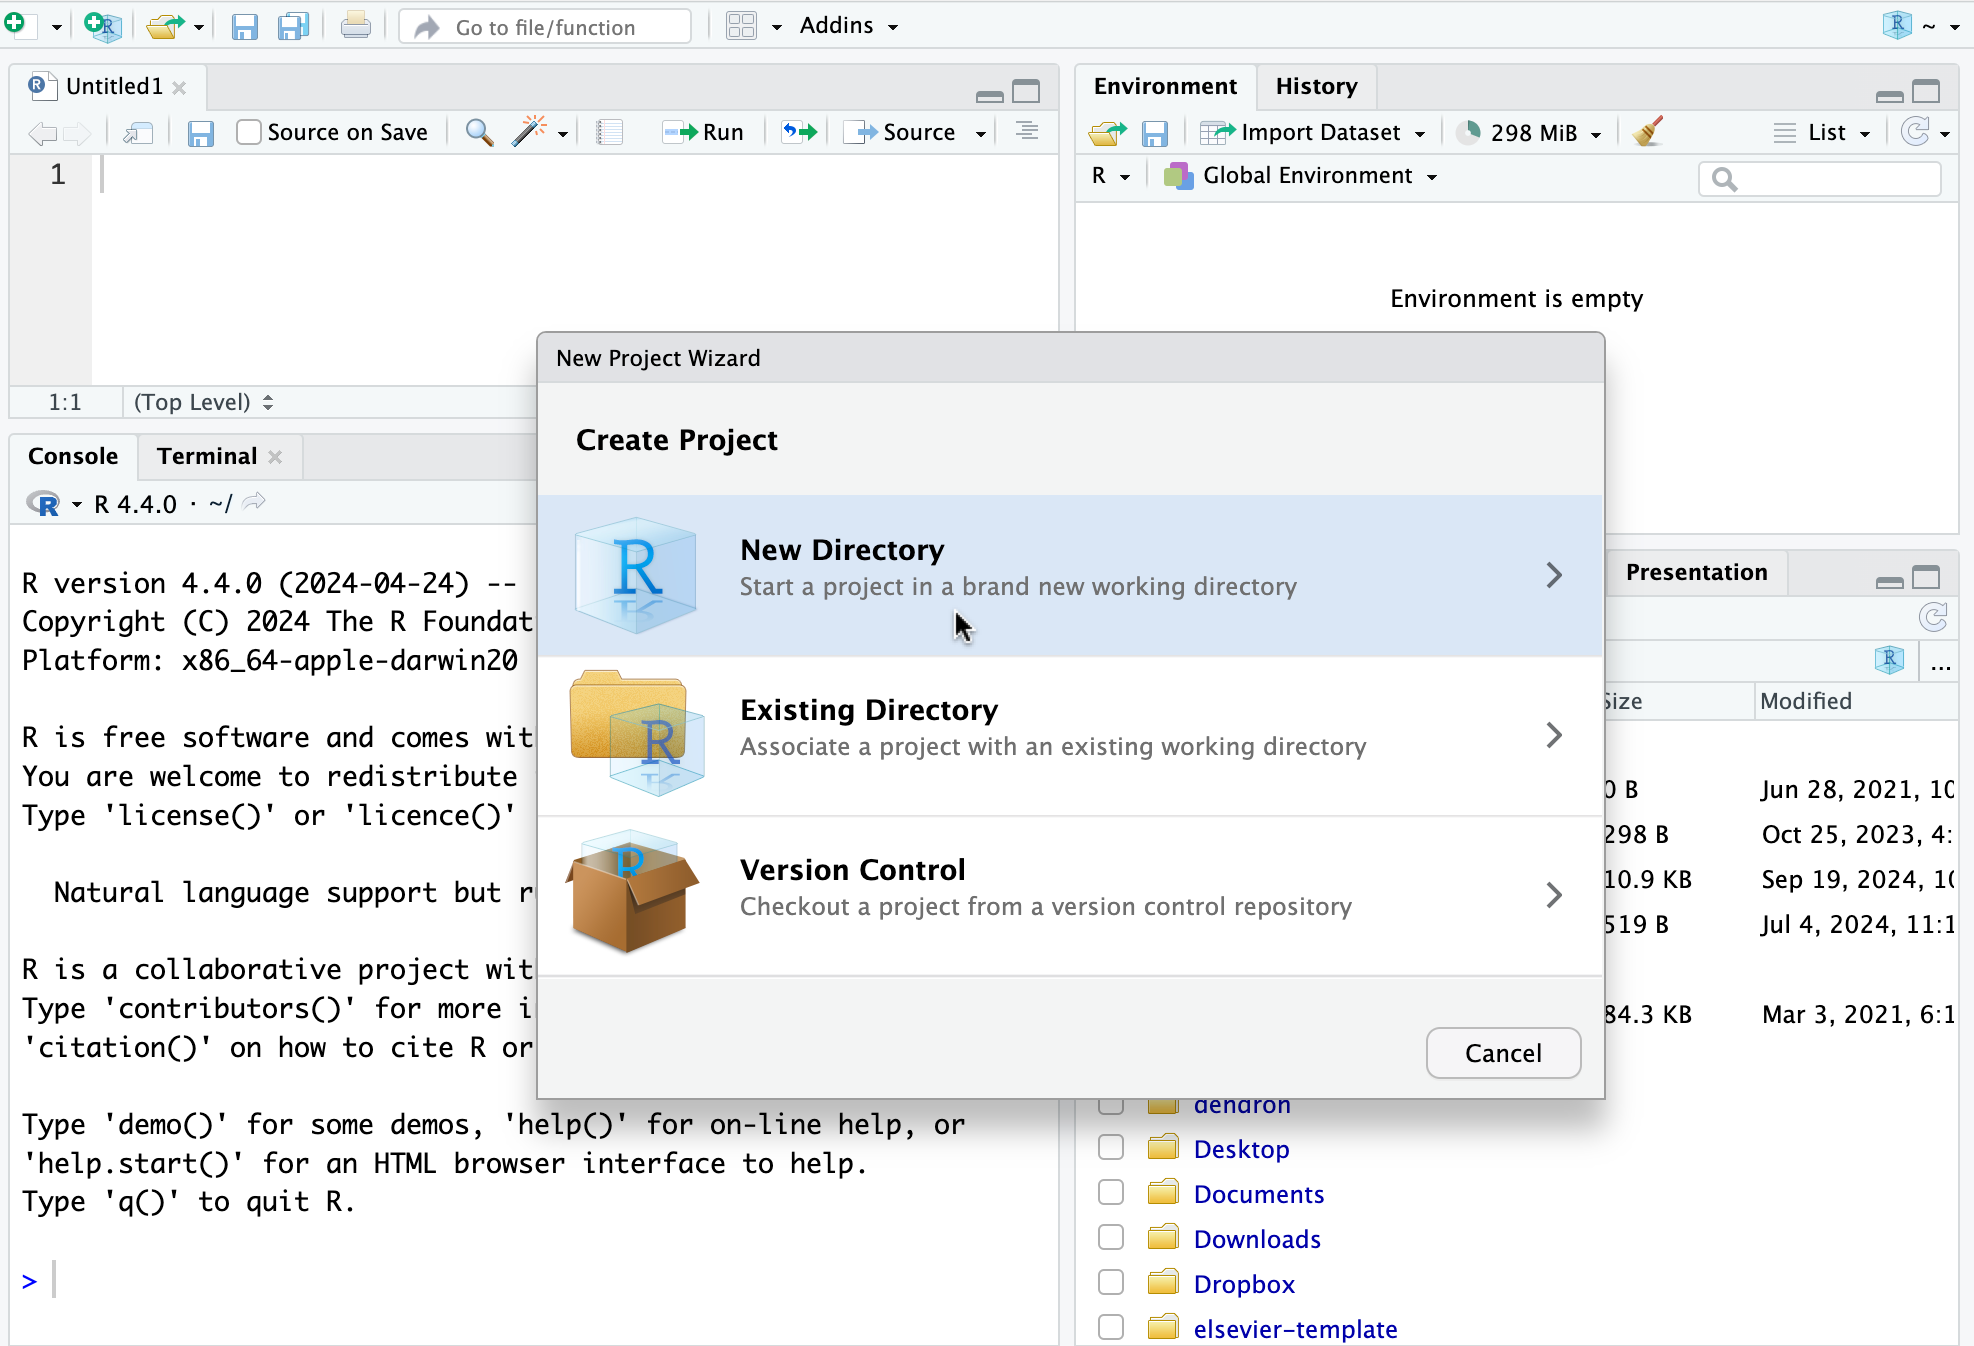 Go to file/function
Addins
~
Untitled1
Source on Save
Run
Source
1
1:1
(Top Level)
Environment
History
Import Dataset
298 MiB
List
R
Global Environment
Environment is empty
Console
Terminal
R 4.4.0 · ~/
R version 4.4.0 (2024-04-24) --
Copyright (C) 2024 The R Foundat
Platform: x86_64-apple-darwin20
R is free software and comes wit
You are welcome to redistribute
Type 'license()' or 'licence()'
Natural language support but r
R is a collaborative project wit
Type 'contributors()' for more i
'citation()' on how to cite R or
Type 'demo()' for some demos, 'help()' for on-line help, or
'help.start()' for an HTML browser interface to help.
Type 'q()' to quit R.
>
New Project Wizard
Create Project
New Directory
Start a project in a brand new working directory
Existing Directory
Associate a project with an existing working directory
Version Control
Checkout a project from a version control repository
Cancel
Presentation
...
Size
Modified
0 B
Jun 28, 2021, 10
298 B
Oct 25, 2023, 4:
10.9 KB
Sep 19, 2024, 10
519 B
Jul 4, 2024, 11:1
84.3 KB
Mar 3, 2021, 6:1
dendron
Desktop
Documents
Downloads
Dropbox
elsevier-template